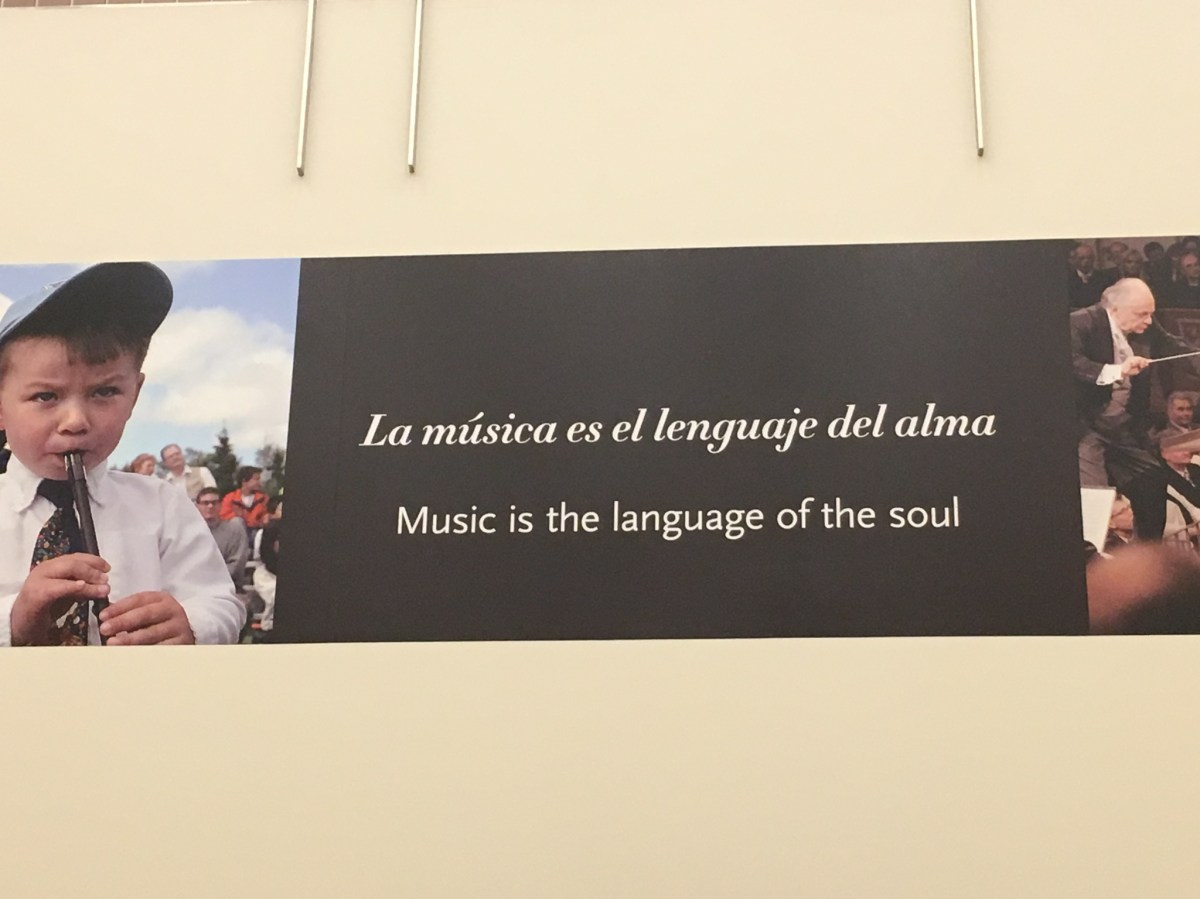 La música es el lenguaje del alma
Music is the language of the soul